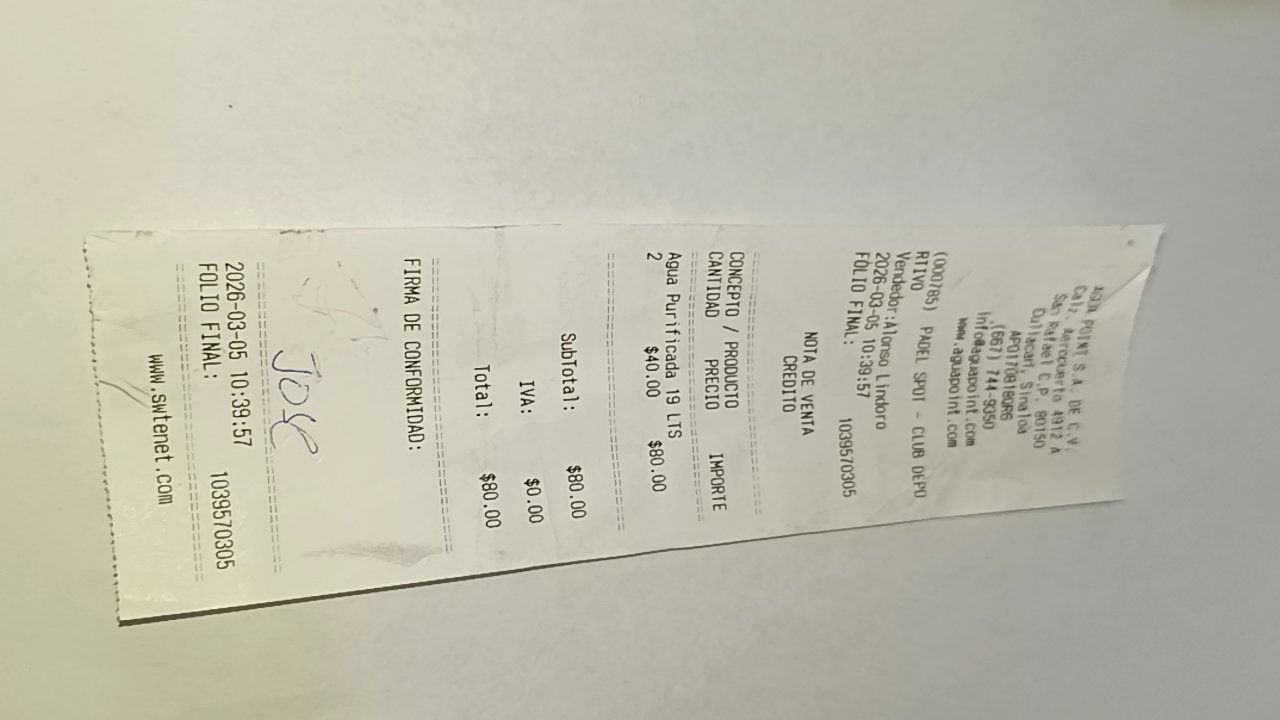 AGUA POINT S.A. DE C.V.
Calz. Aeropuerto 4912 A
San Rafael C.P. 80150
Culiacan, Sinaloa
APO170818QR6
(667) 744-9350
info@aguapoint.com
www.aguapoint.com
(000785) PADEL SPOT - CLUB DEPO
RTIVO
Vendedor:Alonso Lindoro
2026-03-05 10:39:57
FOLIO FINAL: 1039570305
NOTA DE VENTA
CREDITO
CONCEPTO / PRODUCTO
CANTIDAD PRECIO IMPORTE
Agua Purificada 19 LTS
2 $40.00 $80.00
SubTotal: $80.00
IVA: $0.00
Total: $80.00
FIRMA DE CONFORMIDAD:
Jose
2026-03-05 10:39:57
FOLIO FINAL: 1039570305
www.swtenet.com